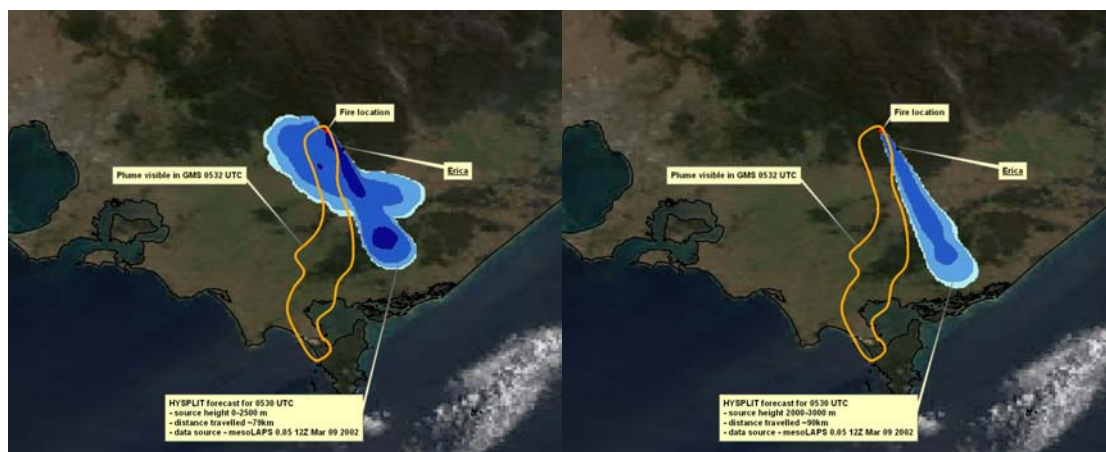 Fire location
Erica
Plume visible in GMS 0532 UTC
HYSPLIT forecast for 0530 UTC
- source height 0-2500 m
- distance travelled ~79km
- data source - mesoLAPS 0.05 12Z Mar 09 2002
Fire location
Erica
Plume visible in GMS 0532 UTC
HYSPLIT forecast for 0530 UTC
- source height 2000-3000 m
- distance travelled ~90km
- data source - mesoLAPS 0.05 12Z Mar 09 2002